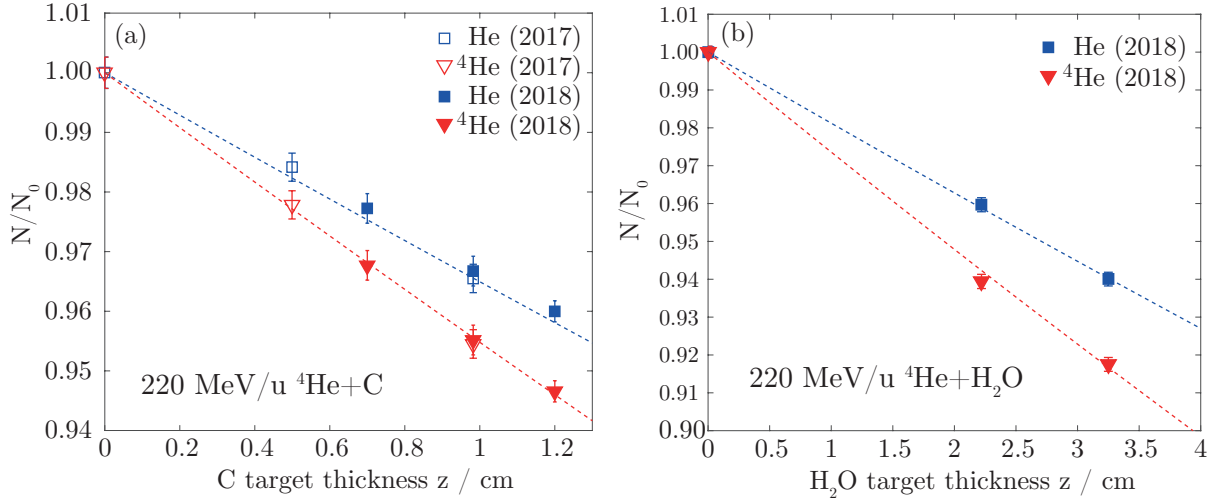 (a)
He (2017)
⁴He (2017)
He (2018)
⁴He (2018)
1.01
1.00
0.99
0.98
0.97
0.96
0.95
0.94
N/N₀
220 MeV/u ⁴He+C
0 0.2 0.4 0.6 0.8 1 1.2
C target thickness z / cm
(b)
He (2018)
⁴He (2018)
1.01
1.00
0.99
0.98
0.97
0.96
0.95
0.94
0.93
0.92
0.91
0.90
N/N₀
220 MeV/u ⁴He+H₂O
0 0.5 1 1.5 2 2.5 3 3.5 4
H₂O target thickness z / cm